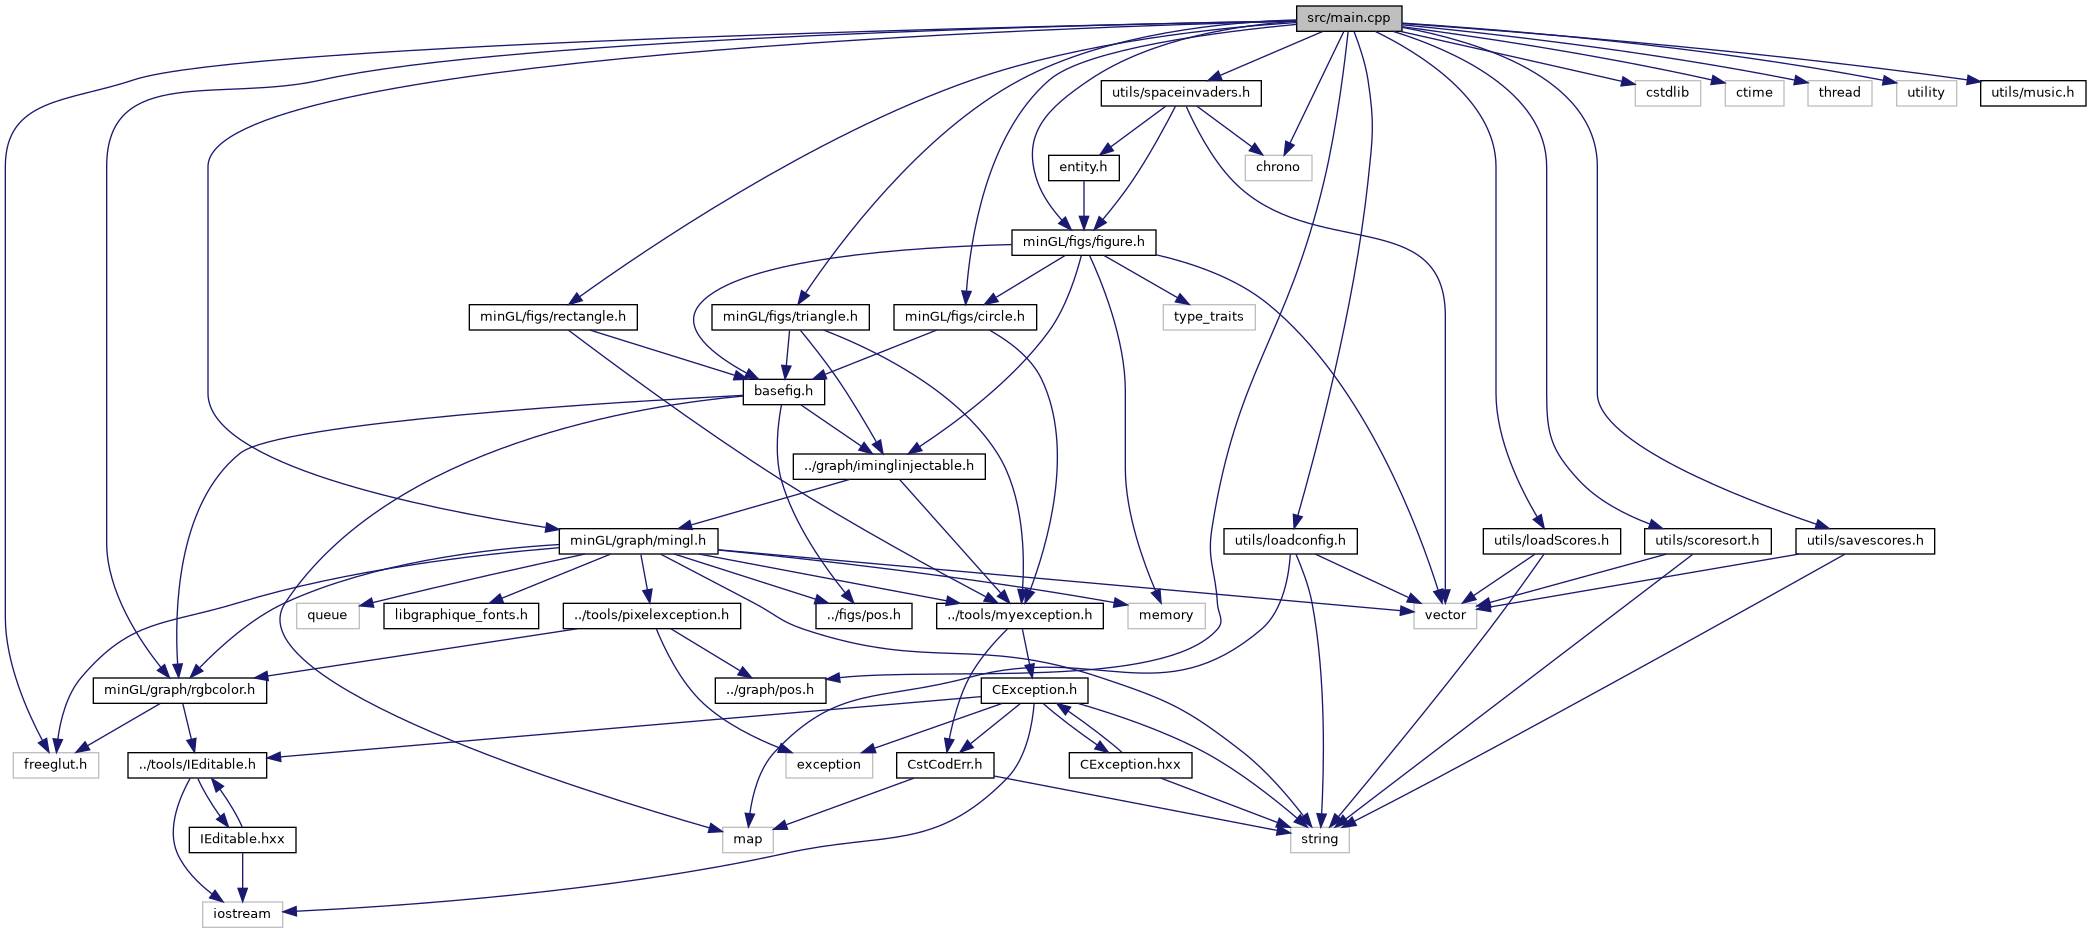 src/main.cpp
utils/spaceinvaders.h
cstdlib
ctime
thread
utility
utils/music.h
entity.h
chrono
minGL/figs/figure.h
minGL/figs/rectangle.h
minGL/figs/triangle.h
minGL/figs/circle.h
type_traits
basefig.h
../graph/iminglinjectable.h
minGL/graph/mingl.h
utils/loadconfig.h
utils/loadScores.h
utils/scoresort.h
utils/savescores.h
queue
libgraphique_fonts.h
../tools/pixelexception.h
../figs/pos.h
../tools/myexception.h
memory
vector
minGL/graph/rgbcolor.h
../graph/pos.h
CException.h
freeglut.h
../tools/IEditable.h
exception
CstCodErr.h
CException.hxx
IEditable.hxx
map
string
iostream